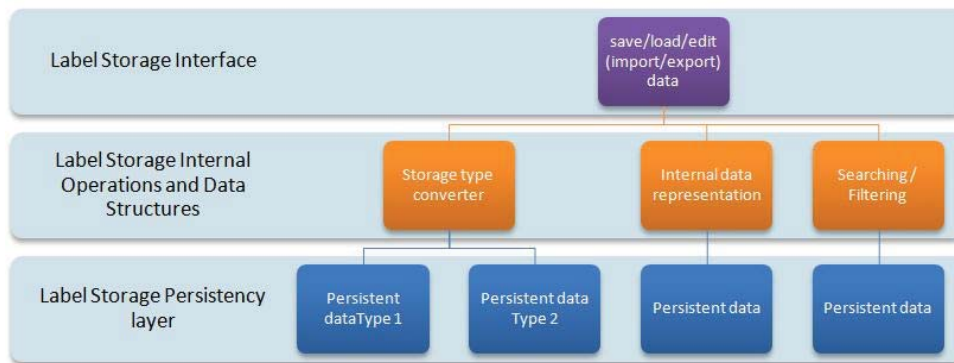 Label Storage Interface
save/load/edit
(import/export)
data
Label Storage Internal
Operations and Data
Structures
Storage type
converter
Internal data
representation
Searching/
Filtering
Label Storage Persistency
layer
Persistent
dataType 1
Persistent data
Type 2
Persistent data
Persistent data